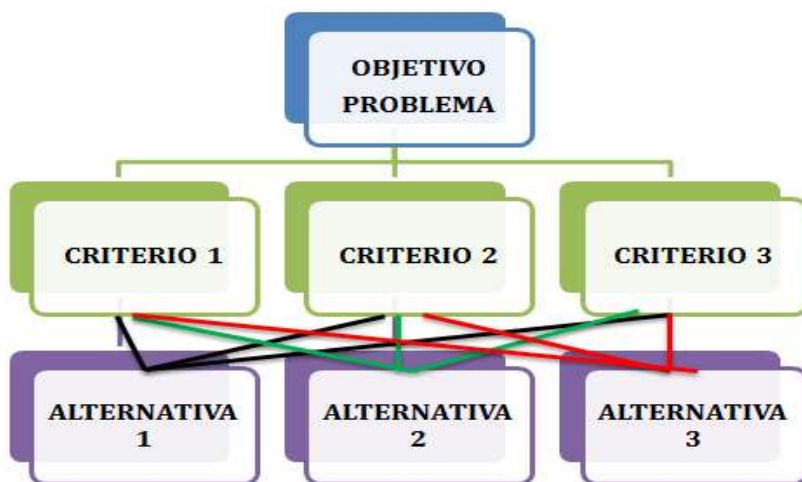 OBJETIVO
PROBLEMA
CRITERIO 1
CRITERIO 2
CRITERIO 3
ALTERNATIVA
1
ALTERNATIVA
2
ALTERNATIVA
3